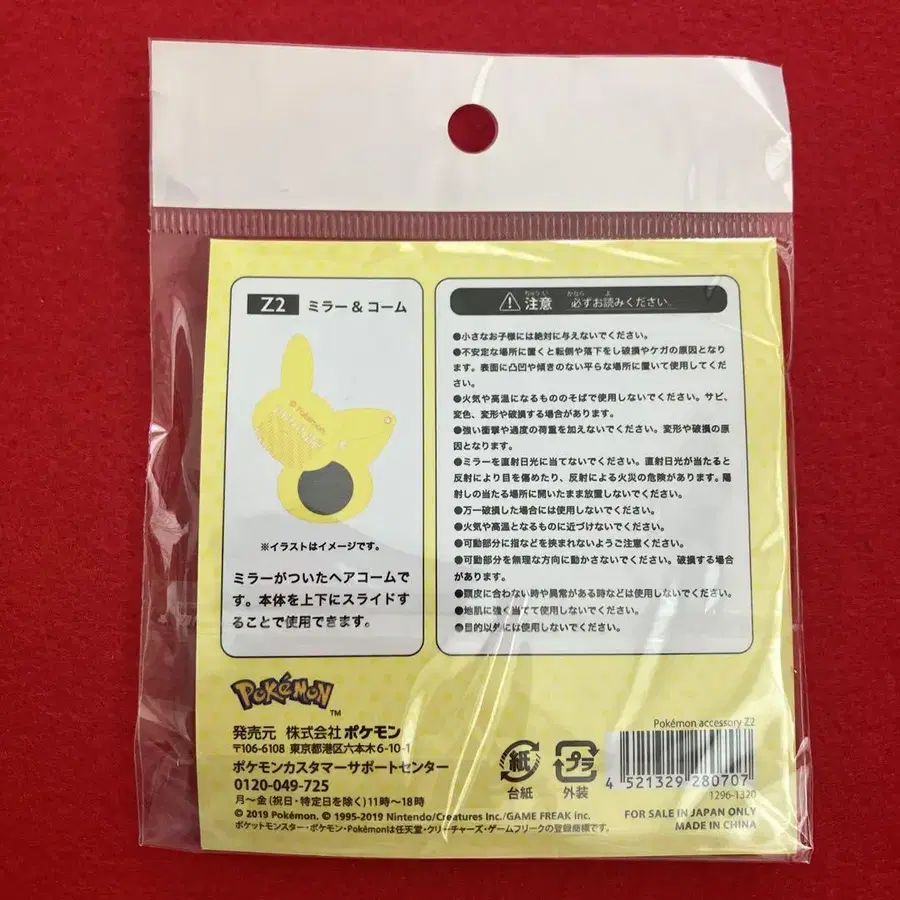 Z2 ミラー & コーム
© Pokémon
※イラストはイメージです。
ミラーがついたヘアコームで
す。本体を上下にスライドす
ることで使用できます。
注意 必ずお読みください。
ちゅうい かなら よ
●小さなお子様には絶対に与えないでください。
●不安定な場所に置くと転倒や落下をし破損やケガの原因となり
ます。表面に凸凹や傾きのない平らな場所に置いて使用してくだ
さい。
●火気や高温になるもののそばで使用しないでください。サビ、
変色、変形や破損する場合があります。
●強い衝撃や過度の荷重を加えないでください。変形や破損の原
因となります。
●ミラーを直射日光に当てないでください。直射日光が当たると
反射により目を傷めたり、反射による火災の危険があります。陽
射しの当たる場所に開いたまま放置しないでください。
●万一破損した場合には使用しないでください。
●火気や高温となるものに近づけないでください。
●可動部分に指などを挟まれないようご注意ください。
●可動部分を無理な方向に動かさないでください。破損する場合
があります。
●頭皮に合わない時や異常がある時などは使用しないでください。
●地肌に強く当てて使用しないでください。
●目的以外には使用しないでください。
POKéMON™
発売元 株式会社ポケモン
〒106-6108 東京都港区六本木6-10-1
ポケモンカスタマーサポートセンター
0120-049-725
月〜金(祝日・特定日を除く)11時〜18時
© 2019 Pokémon. © 1995-2019 Nintendo/Creatures Inc./GAME FREAK inc.
ポケットモンスター・ポケモン・Pokémonは任天堂・クリーチャーズ・ゲームフリークの登録商標です。
紙
台紙
プラ
外装
Pokémon accessory Z2
4 521329 280707
1296-1320
FOR SALE IN JAPAN ONLY
MADE IN CHINA